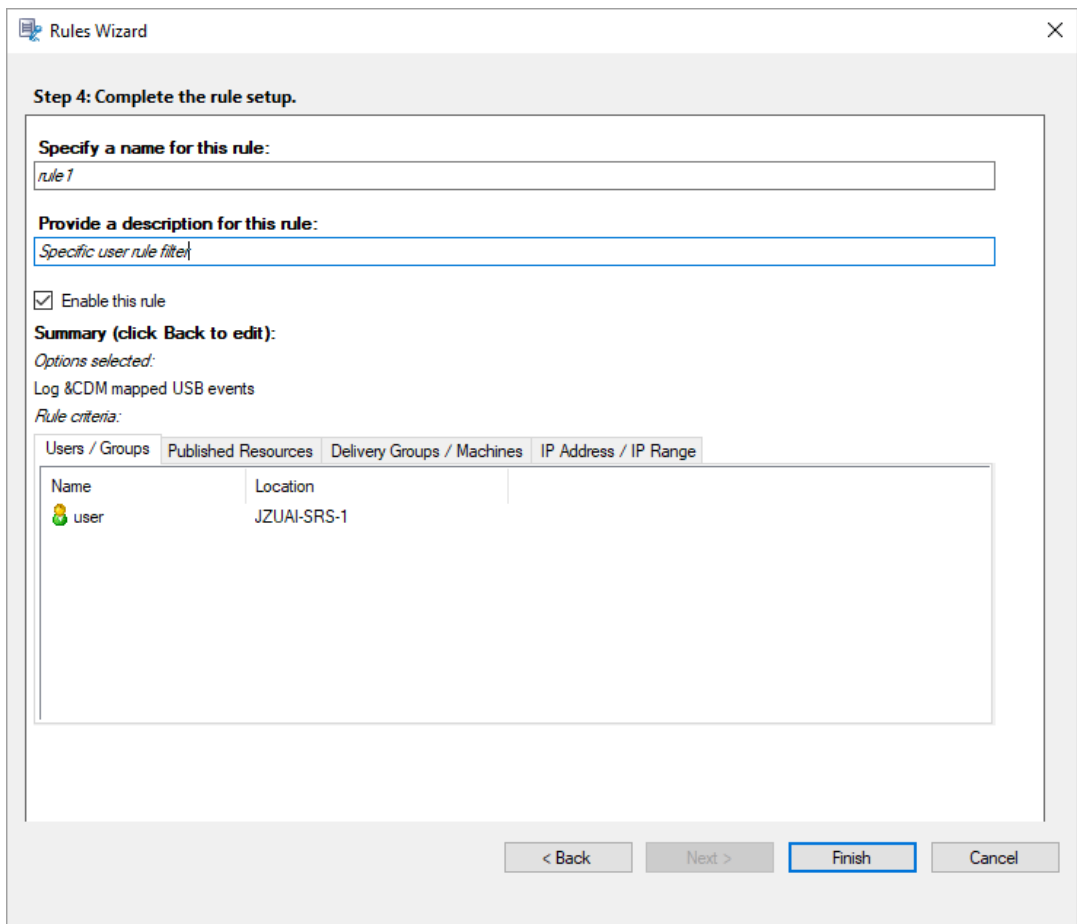 Rules Wizard
Step 4: Complete the rule setup.
Specify a name for this rule:
rule1
Provide a description for this rule:
Specific user rule filter
Enable this rule
Summary (click Back to edit):
Options selected:
Log &CDM mapped USB events
Rule criteria:
Users / Groups Published Resources Delivery Groups / Machines IP Address / IP Range
Name Location
user JZUAI-SRS-1
< Back Next > Finish Cancel